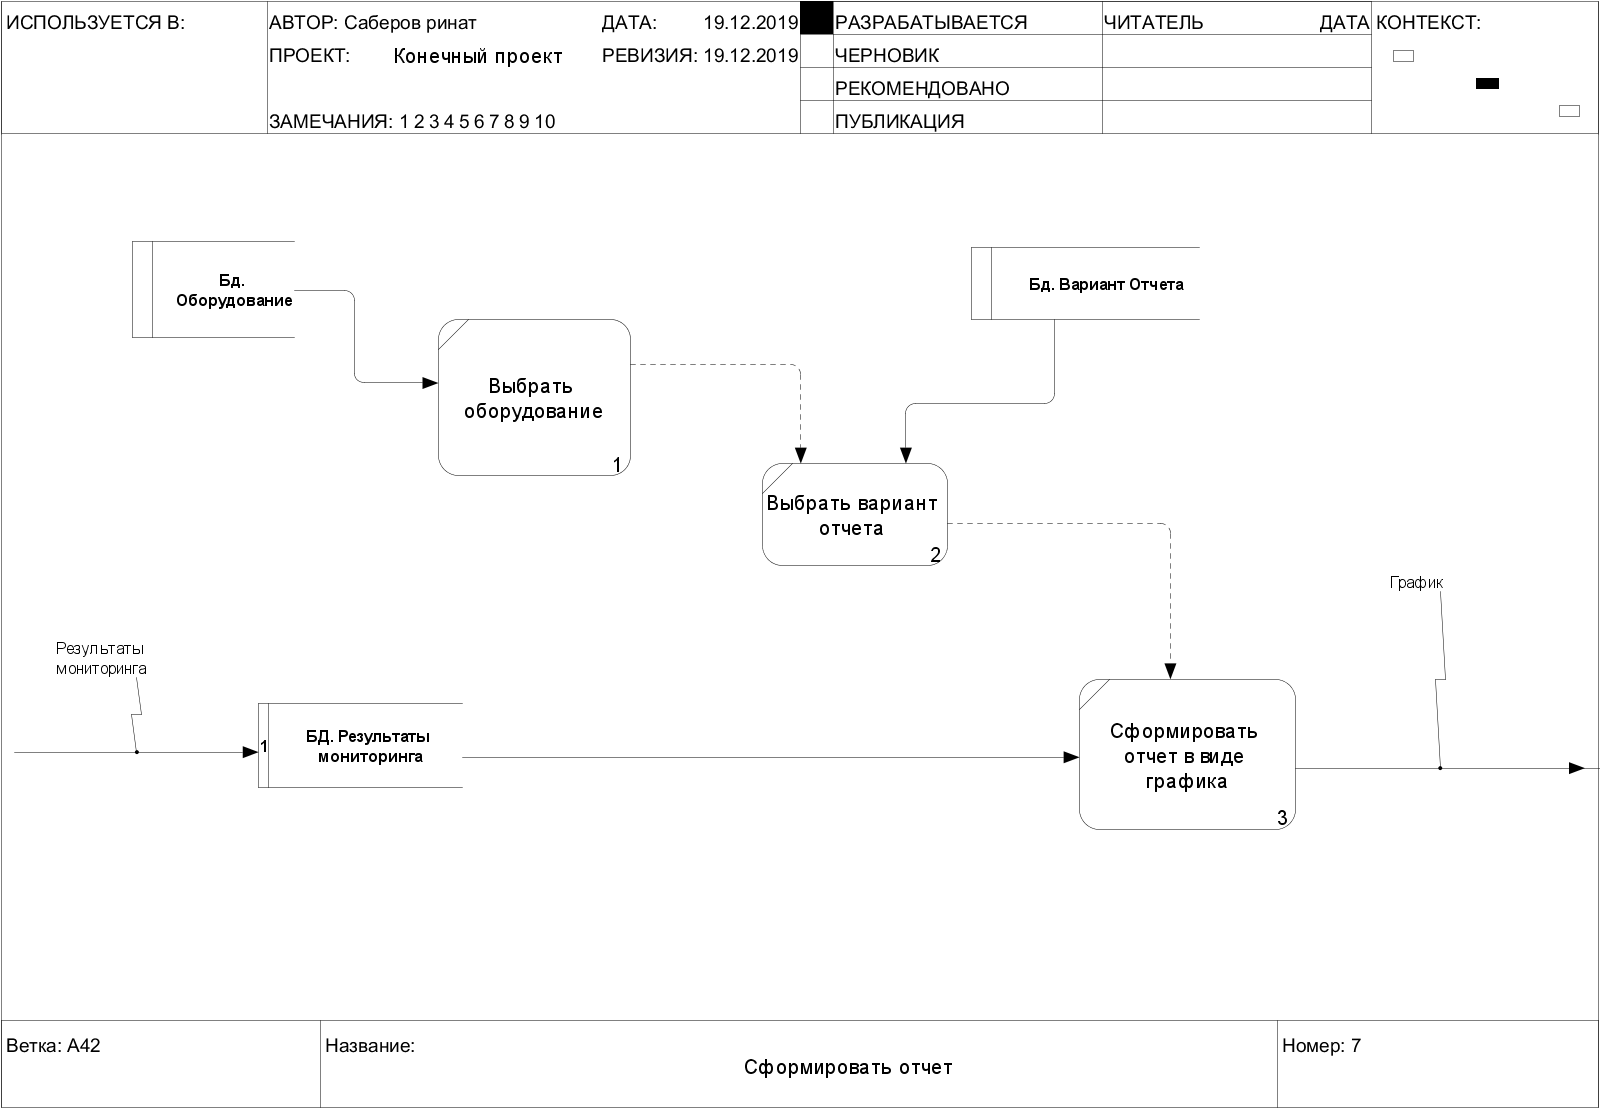 ИСПОЛЬЗУЕТСЯ В:
АВТОР: Саберов ринат
ДАТА: 19.12.2019
ПРОЕКТ: Конечный проект
РЕВИЗИЯ: 19.12.2019
ЗАМЕЧАНИЯ: 1 2 3 4 5 6 7 8 9 10
РАЗРАБАТЫВАЕТСЯ
ЧЕРНОВИК
РЕКОМЕНДОВАНО
ПУБЛИКАЦИЯ
ЧИТАТЕЛЬ ДАТА
КОНТЕКСТ:
Бд.
Оборудование
Бд. Вариант Отчета
Выбрать
оборудование
1
Выбрать вариант
отчета
2
График
Результаты
мониторинга
1
БД. Результаты
мониторинга
Сформировать
отчет в виде
графика
3
Ветка: A42
Название:
Сформировать отчет
Номер: 7